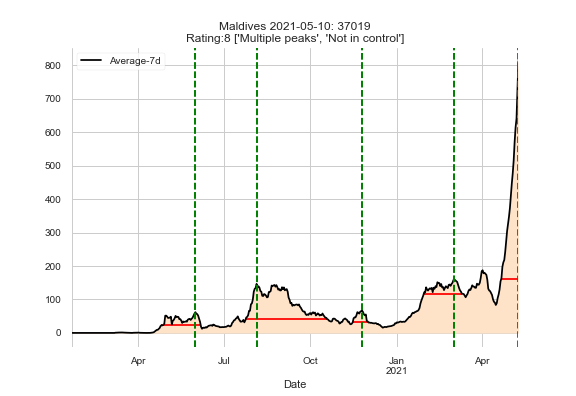 Maldives 2021-05-10: 37019
Rating:8 ['Multiple peaks', 'Not in control']
Average-7d
800
700
600
500
400
300
200
100
0
Apr Jul Oct Jan Apr
2021
Date